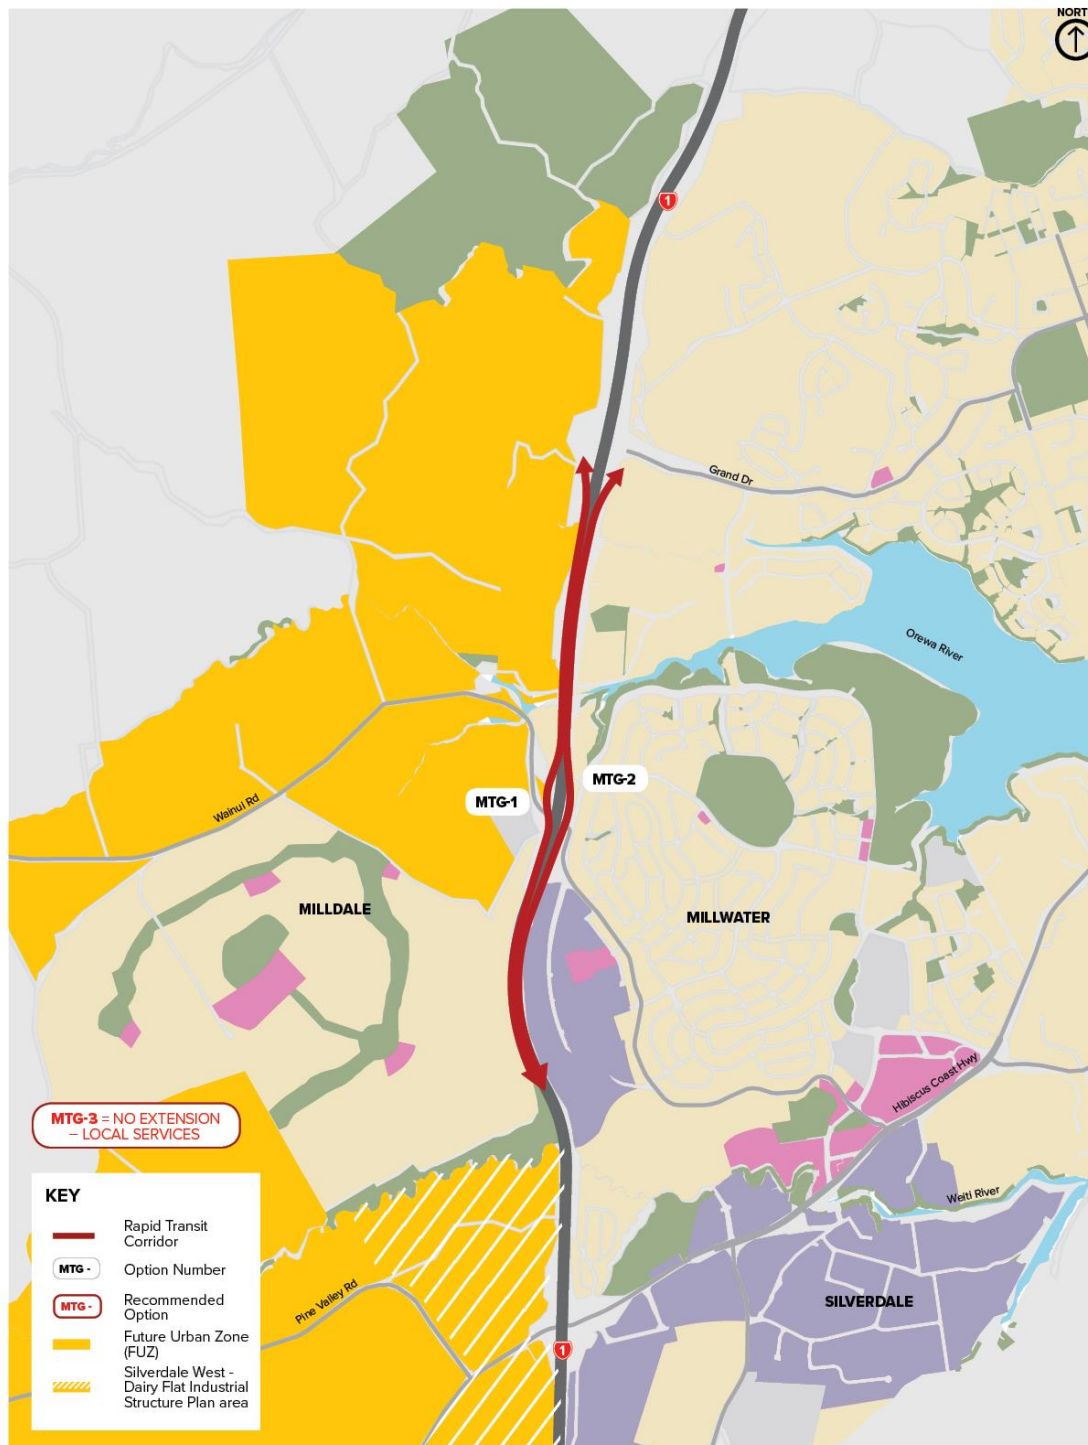 NORT
1
Grand Dr
Orewa River
MTG-2
MTG-1
Wainui Rd
MILLDALE
MILLWATER
Hibiscus Coast Hwy
MTG-3 = NO EXTENSION
– LOCAL SERVICES
Weiti River
Pine Valley Rd
SILVERDALE
1
KEY
Rapid Transit
Corridor
MTG - Option Number
MTG - Recommended
Option
Future Urban Zone
(FUZ)
Silverdale West -
Dairy Flat Industrial
Structure Plan area